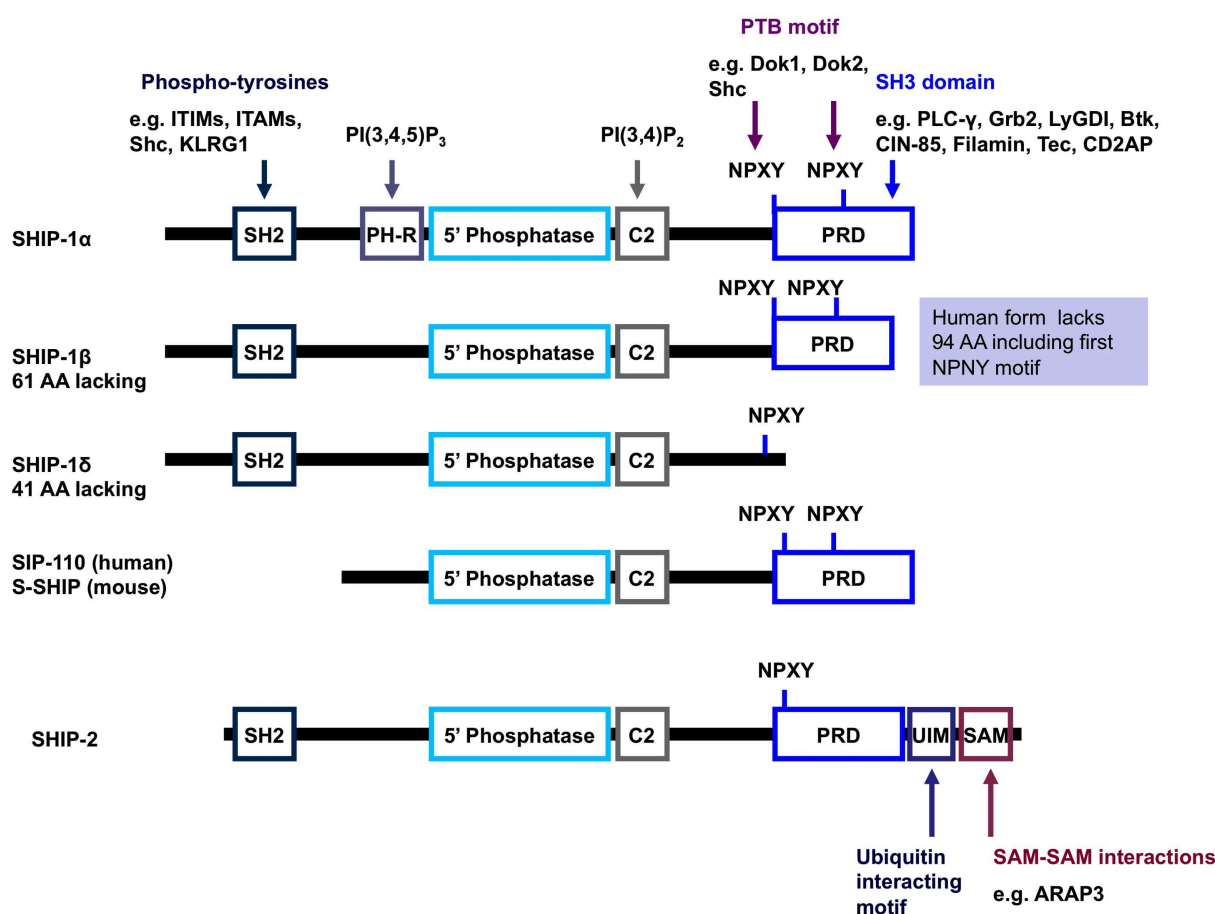 PTB motif
e.g. Dok1, Dok2,
Shc
Phospho-tyrosines
e.g. ITIMs, ITAMs,
Shc, KLRG1
PI(3,4,5)P3
PI(3,4)P2
SH3 domain
e.g. PLC-γ, Grb2, LyGDI, Btk,
CIN-85, Filamin, Tec, CD2AP
NPXY NPXY
SHIP-1α
SH2 PH-R 5’ Phosphatase C2 PRD
NPXY NPXY
SHIP-1β
61 AA lacking
SH2 5’ Phosphatase C2 PRD
Human form lacks
94 AA including first
NPNY motif
NPXY
SHIP-1δ
41 AA lacking
SH2 5’ Phosphatase C2
NPXY NPXY
SIP-110 (human)
S-SHIP (mouse)
5’ Phosphatase C2 PRD
NPXY
SHIP-2
SH2 5’ Phosphatase C2 PRD UIM SAM
Ubiquitin
interacting
motif
SAM-SAM interactions
e.g. ARAP3